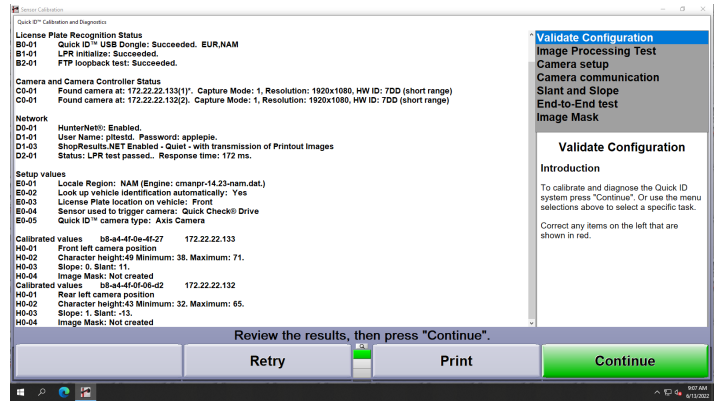 Sensor Calibration
Quick ID™ Calibration and Diagnostics
License Plate Recognition Status
B0-01 Quick ID™ USB Dongle: Succeeded. EUR,NAM
B1-01 LPR initialize: Succeeded.
B2-01 FTP loopback test: Succeeded.
Camera and Camera Controller Status
C0-01 Found camera at: 172.22.22.133(1)*. Capture Mode: 1, Resolution: 1920x1080, HW ID: 7DD (short range)
C0-01 Found camera at: 172.22.22.132(2). Capture Mode: 1, Resolution: 1920x1080, HW ID: 7DD (short range)
Network
D0-01 HunterNet®: Enabled.
D1-01 User Name: pltestd. Password: applepie.
D1-03 ShopResults.NET Enabled - Quiet - with transmission of Printout Images
D2-01 Status: LPR test passed.. Response time: 172 ms.
Setup values
E0-01 Locale Region: NAM (Engine: cmanpr-14.23-nam.dat.)
E0-02 Look up vehicle identification automatically: Yes
E0-03 License Plate location on vehicle: Front
E0-04 Sensor used to trigger camera: Quick Check® Drive
E0-05 Quick ID™ camera type: Axis Camera
Calibrated values b8-a4-4f-0e-4f-27 172.22.22.133
H0-01 Front left camera position
H0-02 Character height:49 Minimum: 38. Maximum: 71.
H0-03 Slope: 0. Slant: 11.
H0-04 Image Mask: Not created
Calibrated values b8-a4-4f-0f-06-d2 172.22.22.132
H0-01 Rear left camera position
H0-02 Character height:43 Minimum: 32. Maximum: 65.
H0-03 Slope: 1. Slant: -13.
H0-04 Image Mask: Not created
Validate Configuration
Image Processing Test
Camera setup
Camera communication
Slant and Slope
End-to-End test
Image Mask
Validate Configuration
Introduction
To calibrate and diagnose the Quick ID
system press "Continue". Or use the menu
selections above to select a specific task.
Correct any items on the left that are
shown in red.
Review the results, then press "Continue".
Retry
Print
Continue
9:07 AM
6/13/2022